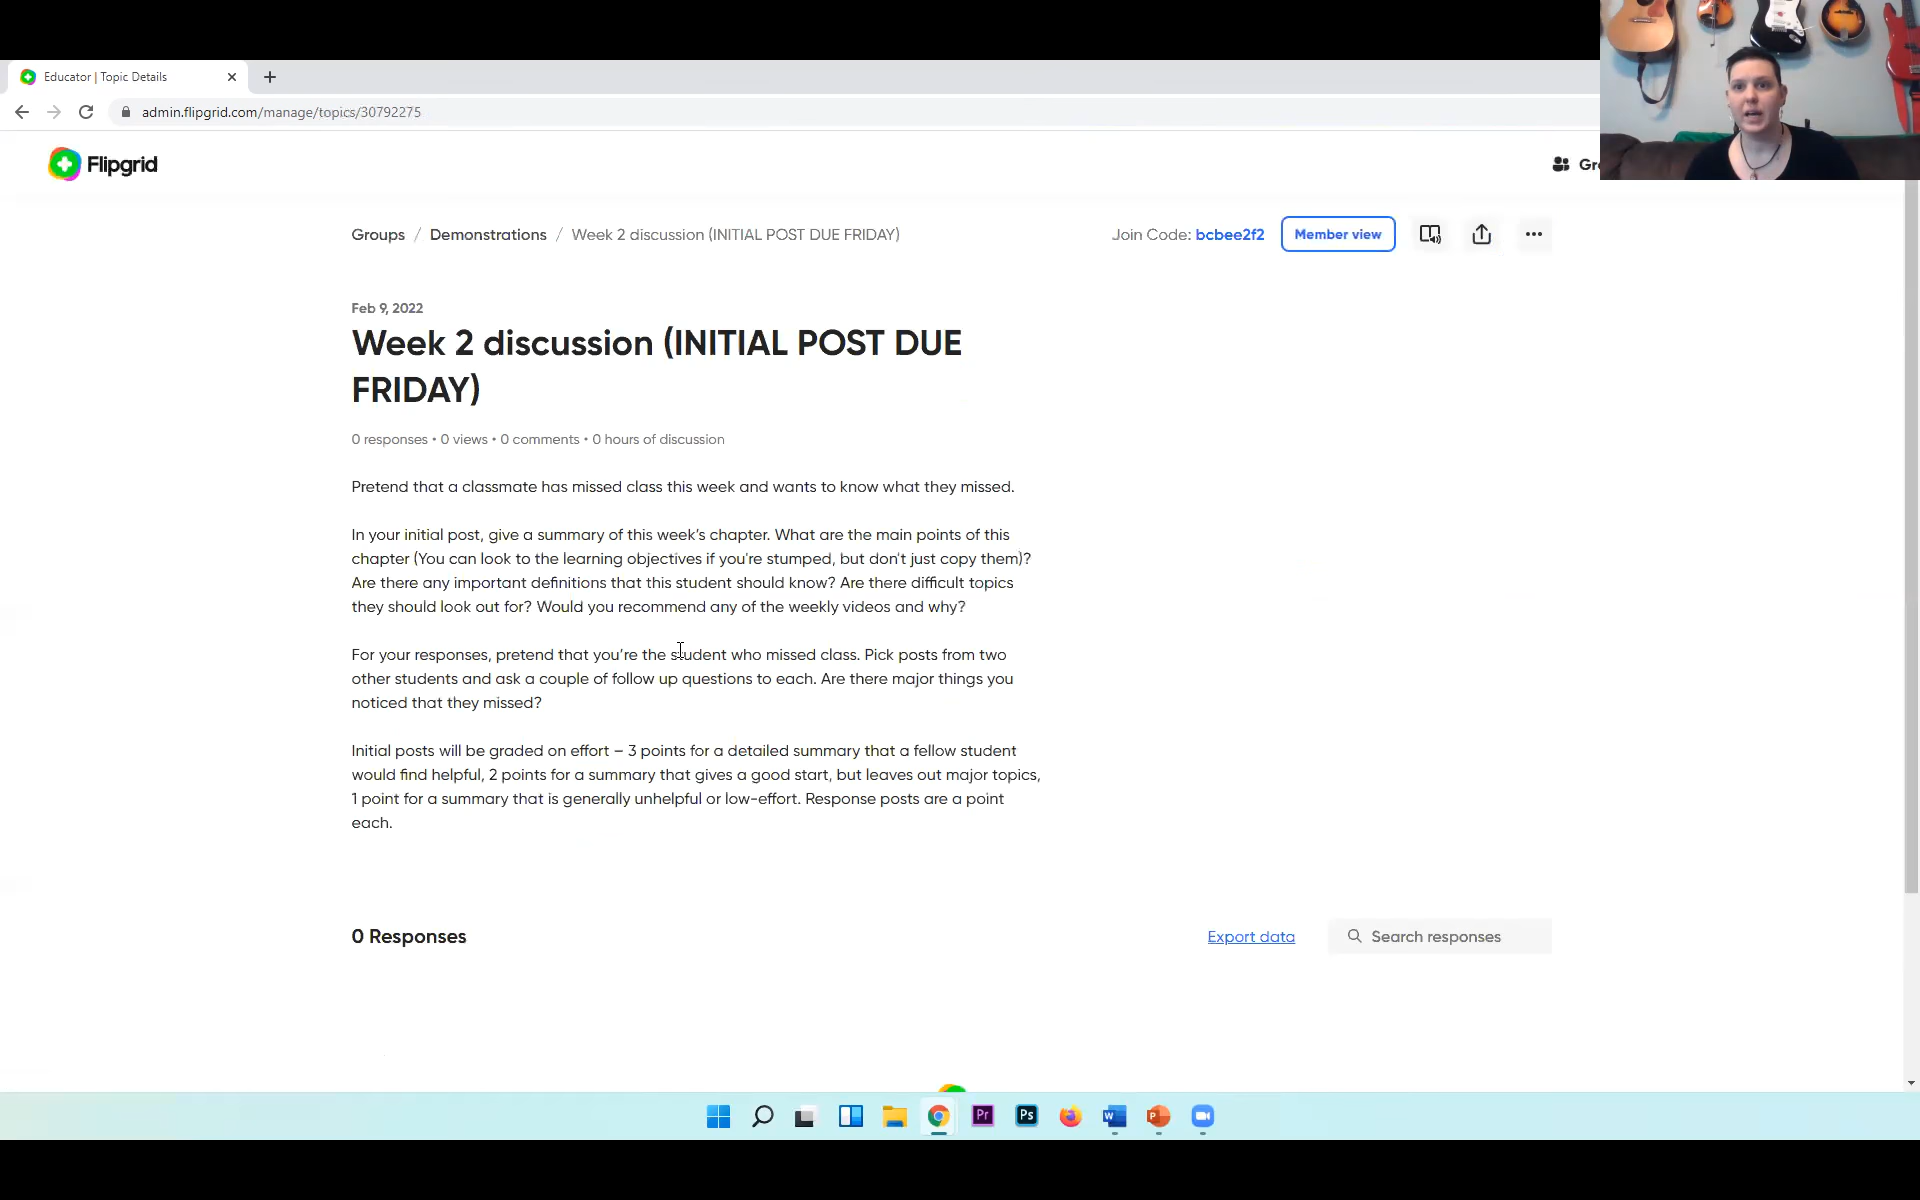 Educator | Topic Details
admin.flipgrid.com/manage/topics/30792275
Flipgrid
Groups / Demonstrations / Week 2 discussion (INITIAL POST DUE FRIDAY)
Join Code: bcbee2f2
Member view
Feb 9, 2022
Week 2 discussion (INITIAL POST DUE
FRIDAY)
0 responses • 0 views • 0 comments • 0 hours of discussion
Pretend that a classmate has missed class this week and wants to know what they missed.
In your initial post, give a summary of this week’s chapter. What are the main points of this
chapter (You can look to the learning objectives if you're stumped, but don't just copy them)?
Are there any important definitions that this student should know? Are there difficult topics
they should look out for? Would you recommend any of the weekly videos and why?
For your responses, pretend that you’re the student who missed class. Pick posts from two
other students and ask a couple of follow up questions to each. Are there major things you
noticed that they missed?
Initial posts will be graded on effort – 3 points for a detailed summary that a fellow student
would find helpful, 2 points for a summary that gives a good start, but leaves out major topics,
1 point for a summary that is generally unhelpful or low-effort. Response posts are a point
each.
0 Responses
Export data
Search responses
Pr
Ps
W
P